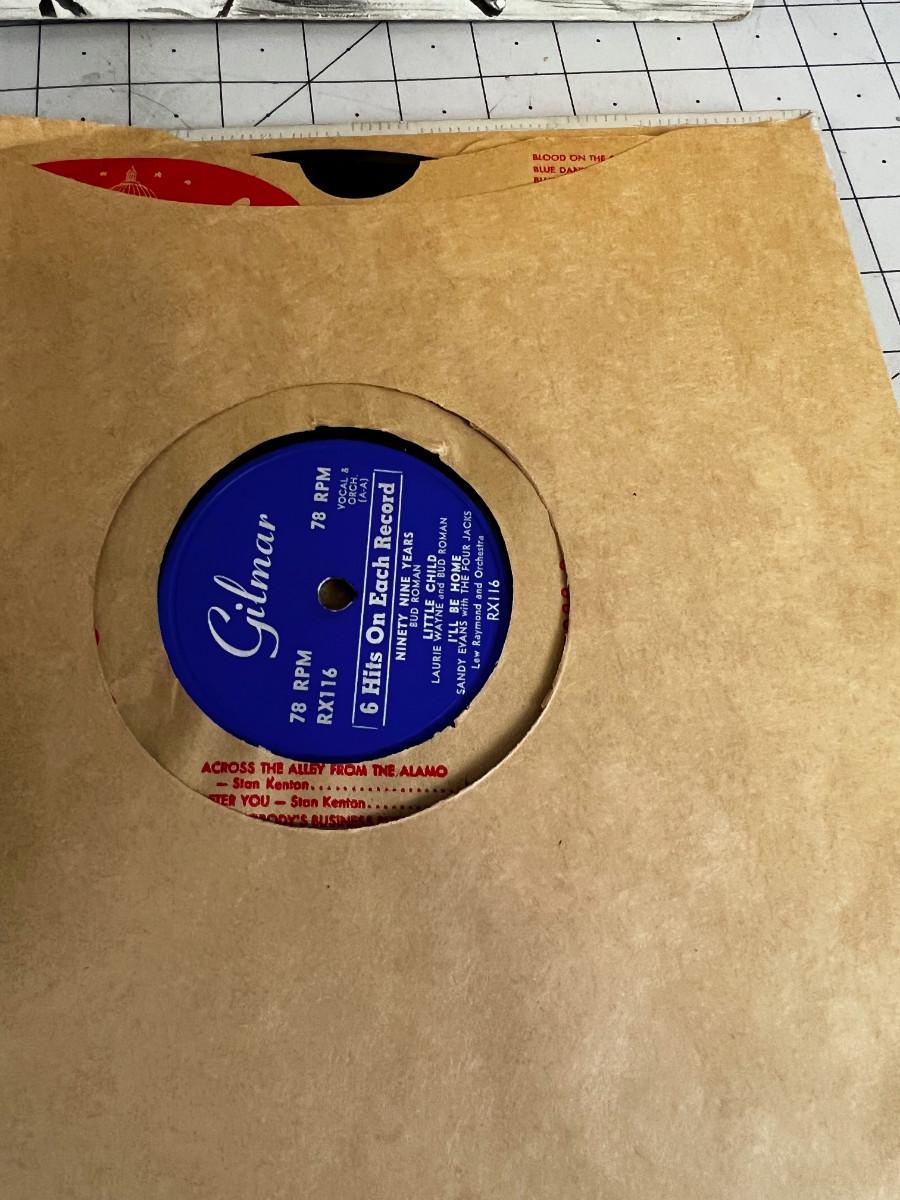 BLOOD ON THE
BLUE
Gilmar
78 RPM
RX116
78 RPM
VOCAL &
ORCH.
(A-A)
6 Hits On Each Record
NINETY NINE YEARS
BUD ROMAN
LITTLE CHILD
LAURIE WAYNE and BUD ROMAN
I'LL BE HOME
SANDY EVANS with THE FOUR JACKS
Lew Raymond and Orchestra
RX116
ACROSS THE ALLEY FROM THE ALAMO
— Stan Kenton
YOU — Stan Kenton
BUSINESS